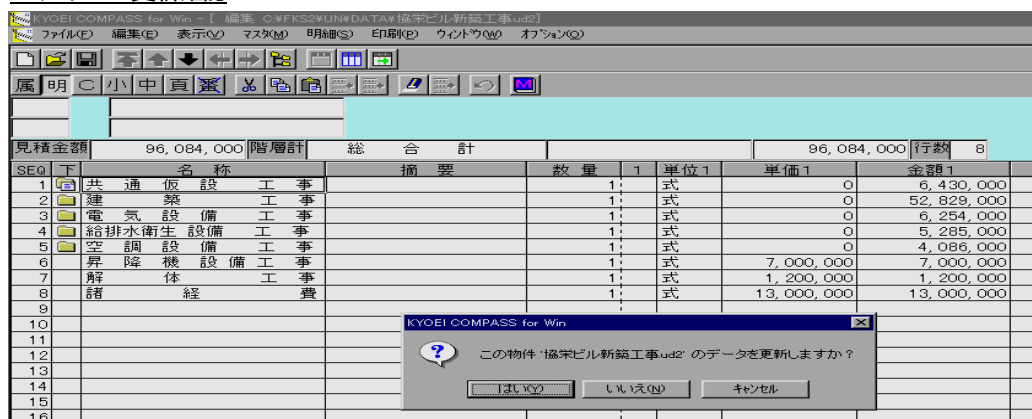 KYOEI COMPASS for Win - [ 編集 C:¥FKS2¥UN¥DATA¥協栄ビル新築工事ud2]
ファイル(F) 編集(E) 表示(V) マスタ(M) 明細(S) 印刷(P) ウィンドウ(W) オプション(O)
属 明 C 小 中 頁 M
見積金額 96,084,000 階層計 総 合 計 96,084,000 行数 8
SEQ 下 名 称 摘 要 数 量 1 単位1 単価1 金額1
1 共 通 仮 設 工 事 1 式 0 6,430,000
2 建 築 工 事 1 式 0 52,829,000
3 電 気 設 備 工 事 1 式 0 6,254,000
4 給排水衛生 設備 工 事 1 式 0 5,285,000
5 空 調 設 備 工 事 1 式 0 4,086,000
6 昇 降 機 設 備 工 事 1 式 7,000,000 7,000,000
7 解 体 工 事 1 式 1,200,000 1,200,000
8 諸 経 費 1 式 13,000,000 13,000,000
9
10
11
12
13
14
15
16
KYOEI COMPASS for Win
この物件 '協栄ビル新築工事ud2' のデータを更新しますか?
はい(Y) いいえ(N) キャンセル